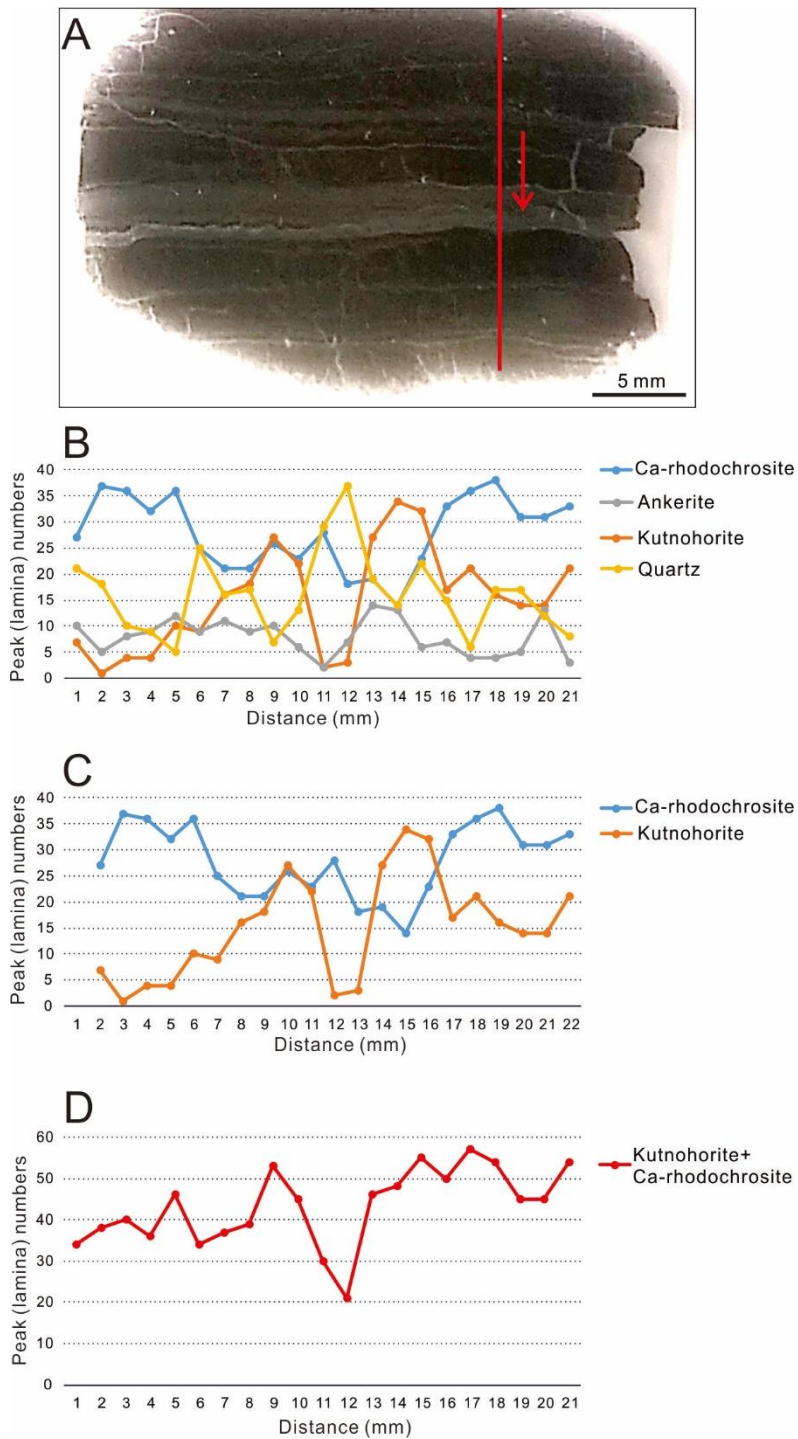 A
5 mm
B
Peak (lamina) numbers
40
35
30
25
20
15
10
5
0
1 2 3 4 5 6 7 8 9 10 11 12 13 14 15 16 17 18 19 20 21
Distance (mm)
Ca-rhodochrosite
Ankerite
Kutnohorite
Quartz
C
Peak (lamina) numbers
40
35
30
25
20
15
10
5
0
1 2 3 4 5 6 7 8 9 10 11 12 13 14 15 16 17 18 19 20 21 22
Distance (mm)
Ca-rhodochrosite
Kutnohorite
D
Peak (lamina) numbers
60
50
40
30
20
10
0
1 2 3 4 5 6 7 8 9 10 11 12 13 14 15 16 17 18 19 20 21
Distance (mm)
Kutnohorite+
Ca-rhodochrosite